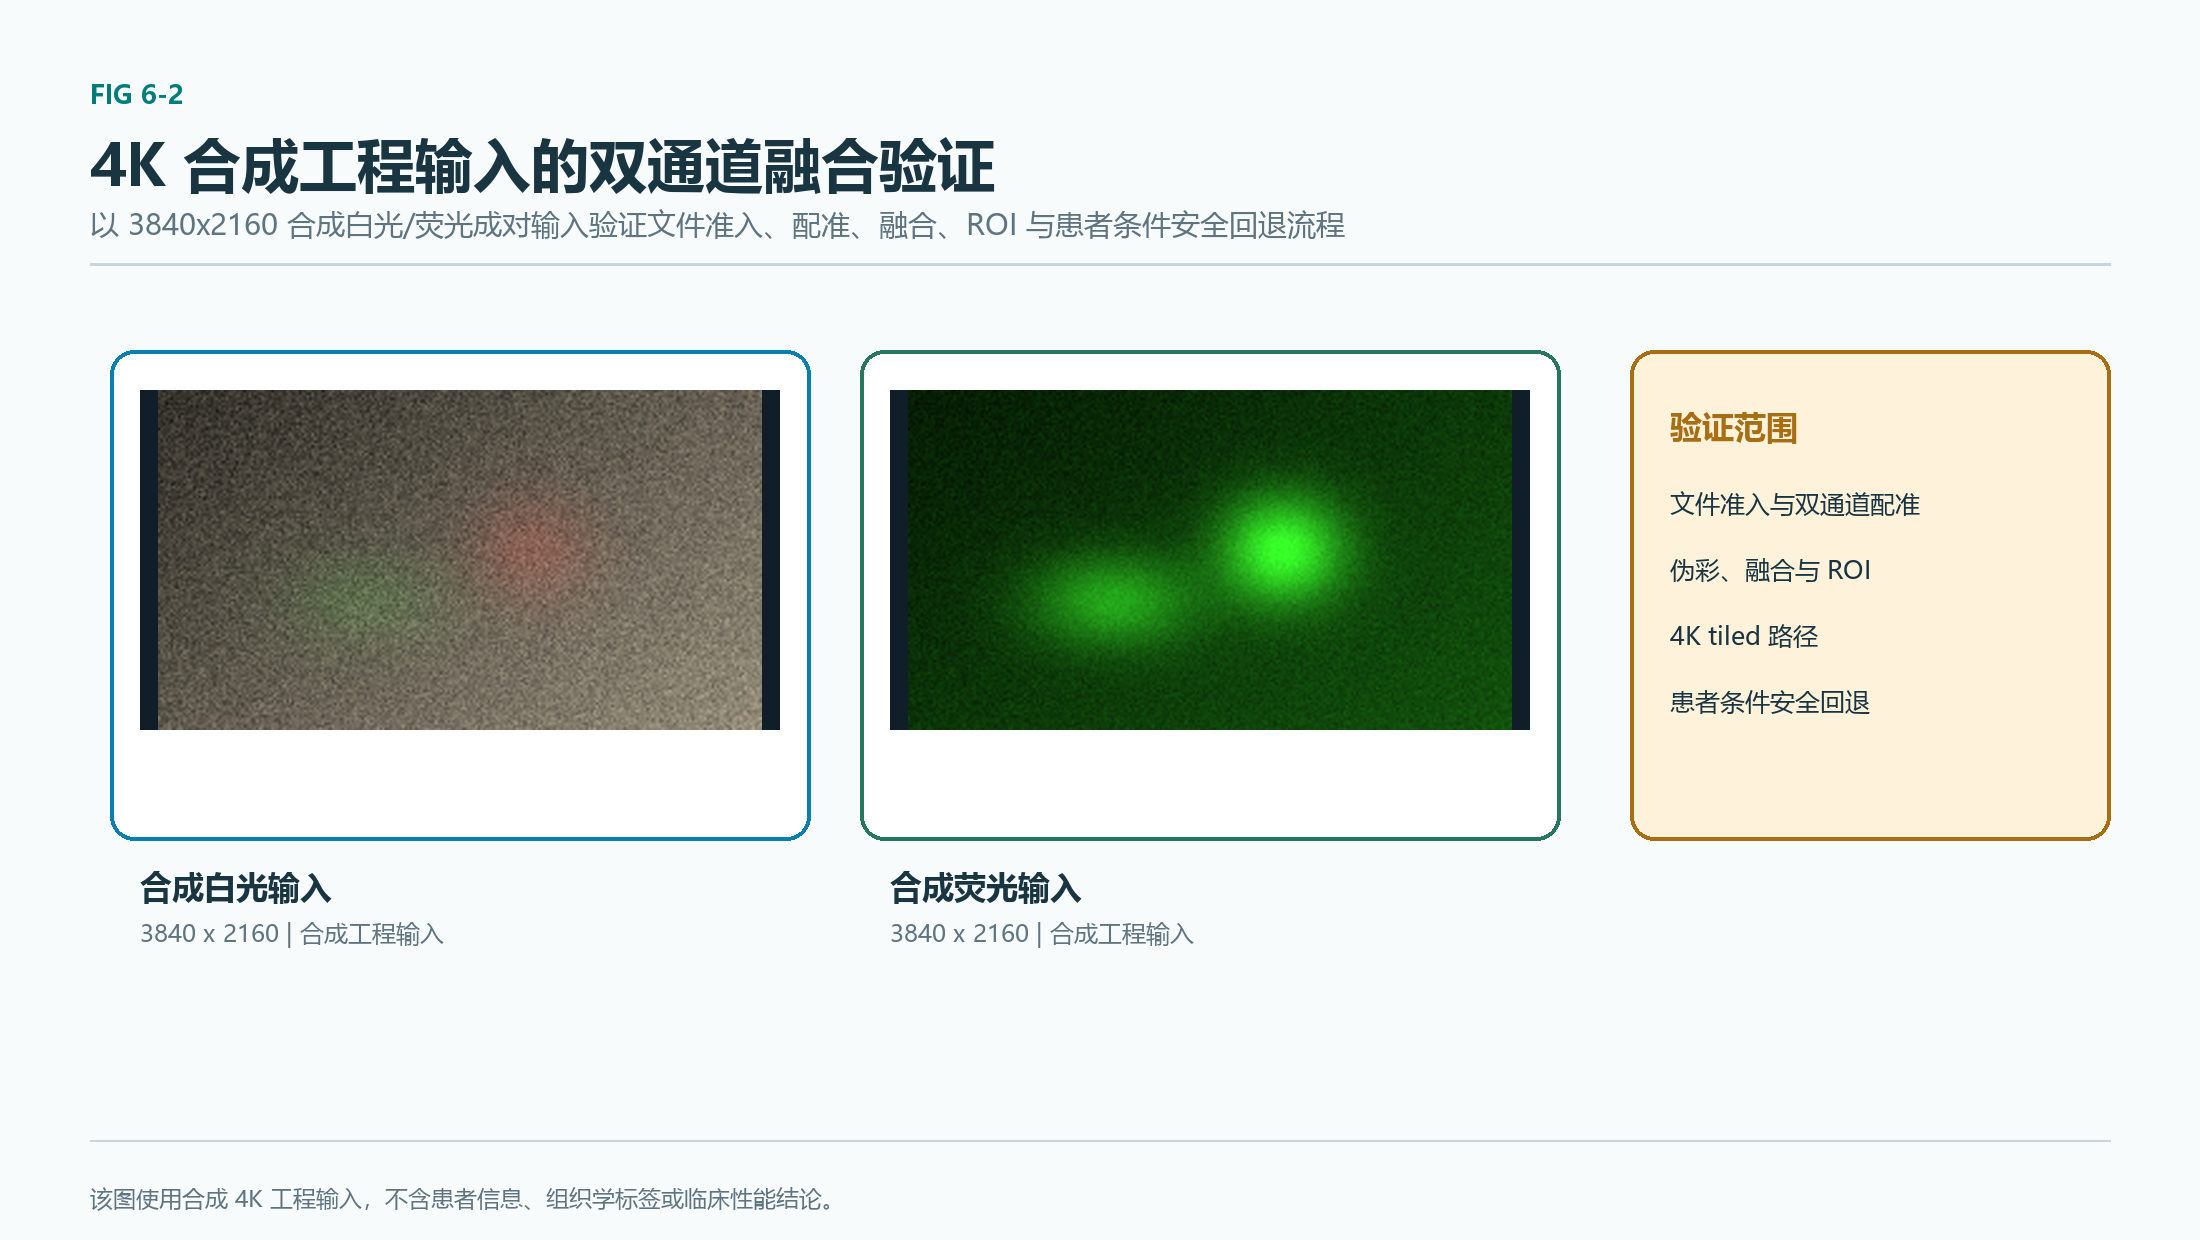 FIG 6-2
4K 合成工程输入的双通道融合验证
以 3840x2160 合成白光/荧光成对输入验证文件准入、配准、融合、ROI 与患者条件安全回退流程
合成白光输入
3840 x 2160 | 合成工程输入
合成荧光输入
3840 x 2160 | 合成工程输入
验证范围
文件准入与双通道配准
伪彩、融合与 ROI
4K tiled 路径
患者条件安全回退
该图使用合成 4K 工程输入，不含患者信息、组织学标签或临床性能结论。